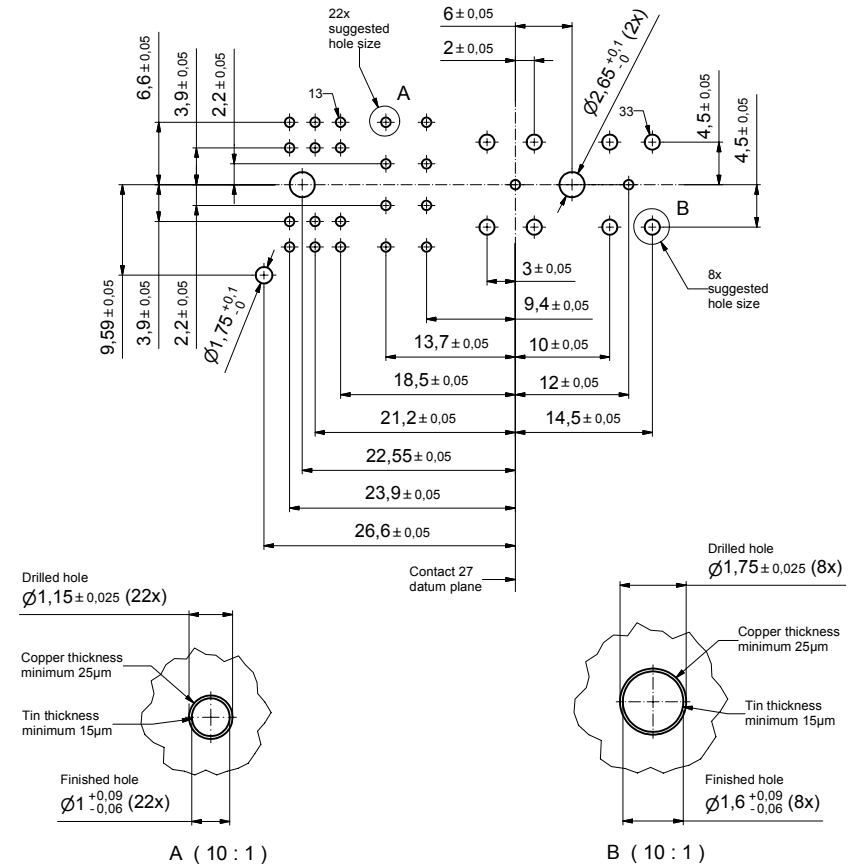 22x
suggested
hole size
6 ± 0,05
2 ± 0,05
Ø2,65 +0,1 -0 (2x)
6,6 ± 0,05
3,9 ± 0,05
2,2 ± 0,05
13
A
33
4,5 ± 0,05
4,5 ± 0,05
B
8x
suggested
hole size
9,59 ± 0,05
3,9 ± 0,05
2,2 ± 0,05
Ø1,75 +0,1 -0
3 ± 0,05
9,4 ± 0,05
13,7 ± 0,05
10 ± 0,05
18,5 ± 0,05
12 ± 0,05
21,2 ± 0,05
14,5 ± 0,05
22,55 ± 0,05
23,9 ± 0,05
26,6 ± 0,05
Contact 27
datum plane
Drilled hole
Ø1,15 ± 0,025 (22x)
Copper thickness
minimum 25µm
Tin thickness
minimum 15µm
Finished hole
Ø1 +0,09 -0,06 (22x)
A ( 10 : 1 )
Drilled hole
Ø1,75 ± 0,025 (8x)
Copper thickness
minimum 25µm
Tin thickness
minimum 15µm
Finished hole
Ø1,6 +0,09 -0,06 (8x)
B ( 10 : 1 )